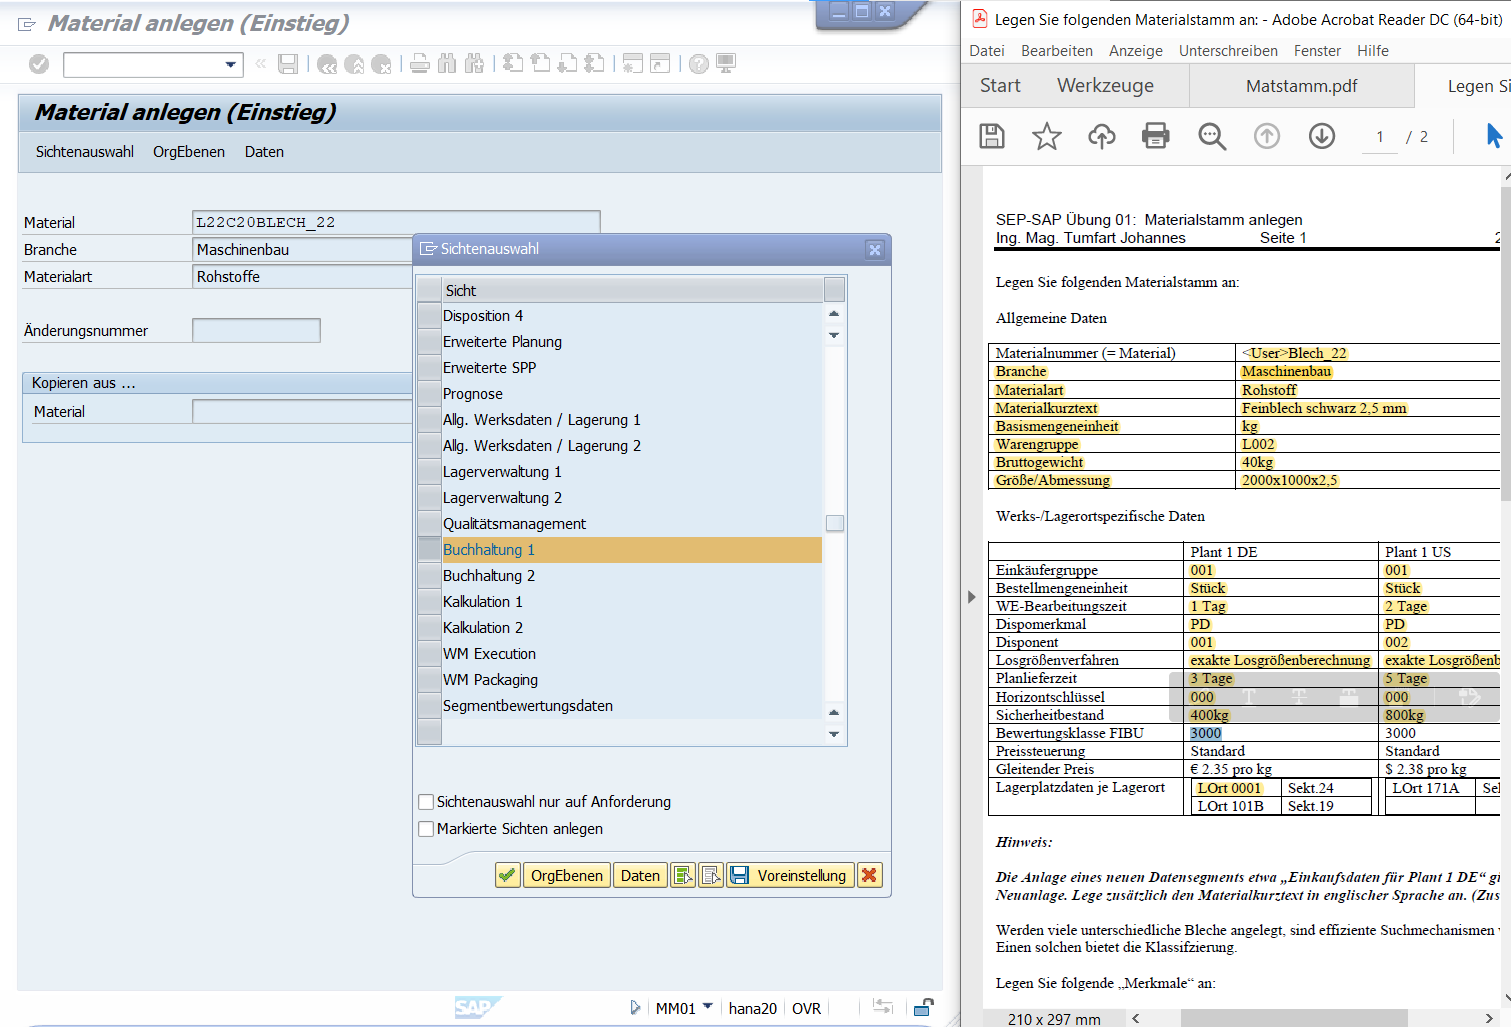 Material anlegen (Einstieg)
Material anlegen (Einstieg)
Sichtenauswahl OrgEbenen Daten
Material L22C20BLECH_22
Branche Maschinenbau
Materialart Rohstoffe
Änderungsnummer
Kopieren aus ...
Material
Sichtenauswahl
Sicht
Disposition 4
Erweiterte Planung
Erweiterte SPP
Prognose
Allg. Werksdaten / Lagerung 1
Allg. Werksdaten / Lagerung 2
Lagerverwaltung 1
Lagerverwaltung 2
Qualitätsmanagement
Buchhaltung 1
Buchhaltung 2
Kalkulation 1
Kalkulation 2
WM Execution
WM Packaging
Segmentbewertungsdaten
Sichtenauswahl nur auf Anforderung
Markierte Sichten anlegen
OrgEbenen Daten Voreinstellung
SAP MM01 hana20 OVR
Legen Sie folgenden Materialstamm an: - Adobe Acrobat Reader DC (64-bit)
Datei Bearbeiten Anzeige Unterschreiben Fenster Hilfe
Start Werkzeuge Matstamm.pdf Legen Si
1 / 2
SEP-SAP Übung 01: Materialstamm anlegen
Ing. Mag. Tumfart Johannes Seite 1 2
Legen Sie folgenden Materialstamm an:
Allgemeine Daten
Materialnummer (= Material) <User>Blech_22
Branche Maschinenbau
Materialart Rohstoff
Materialkurztext Feinblech schwarz 2,5 mm
Basismengeneinheit kg
Warengruppe L002
Bruttogewicht 40kg
Größe/Abmessung 2000x1000x2,5
Werks-/Lagerortspezifische Daten
Plant 1 DE Plant 1 US
Einkäufergruppe 001 001
Bestellmengeneinheit Stück Stück
WE-Bearbeitungszeit 1 Tag 2 Tage
Dispomerkmal PD PD
Disponent 001 002
Losgrößenverfahren exakte Losgrößenberechnung exakte Losgrößenb
Planlieferzeit 3 Tage 5 Tage
Horizontschlüssel 000 000
Sicherheitbestand 400kg 800kg
Bewertungsklasse FIBU 3000 3000
Preissteuerung Standard Standard
Gleitender Preis € 2.35 pro kg $ 2.38 pro kg
Lagerplatzdaten je Lagerort LOrt 0001 Sekt.24 LOrt 171A Sel
LOrt 101B Sekt.19
Hinweis:
Die Anlage eines neuen Datensegments etwa „Einkaufsdaten für Plant 1 DE“ gi
Neuanlage. Lege zusätzlich den Materialkurztext in englischer Sprache an. (Zus
Werden viele unterschiedliche Bleche angelegt, sind effiziente Suchmechanismen v
Einen solchen bietet die Klassifzierung.
Legen Sie folgende „Merkmale“ an:
210 x 297 mm